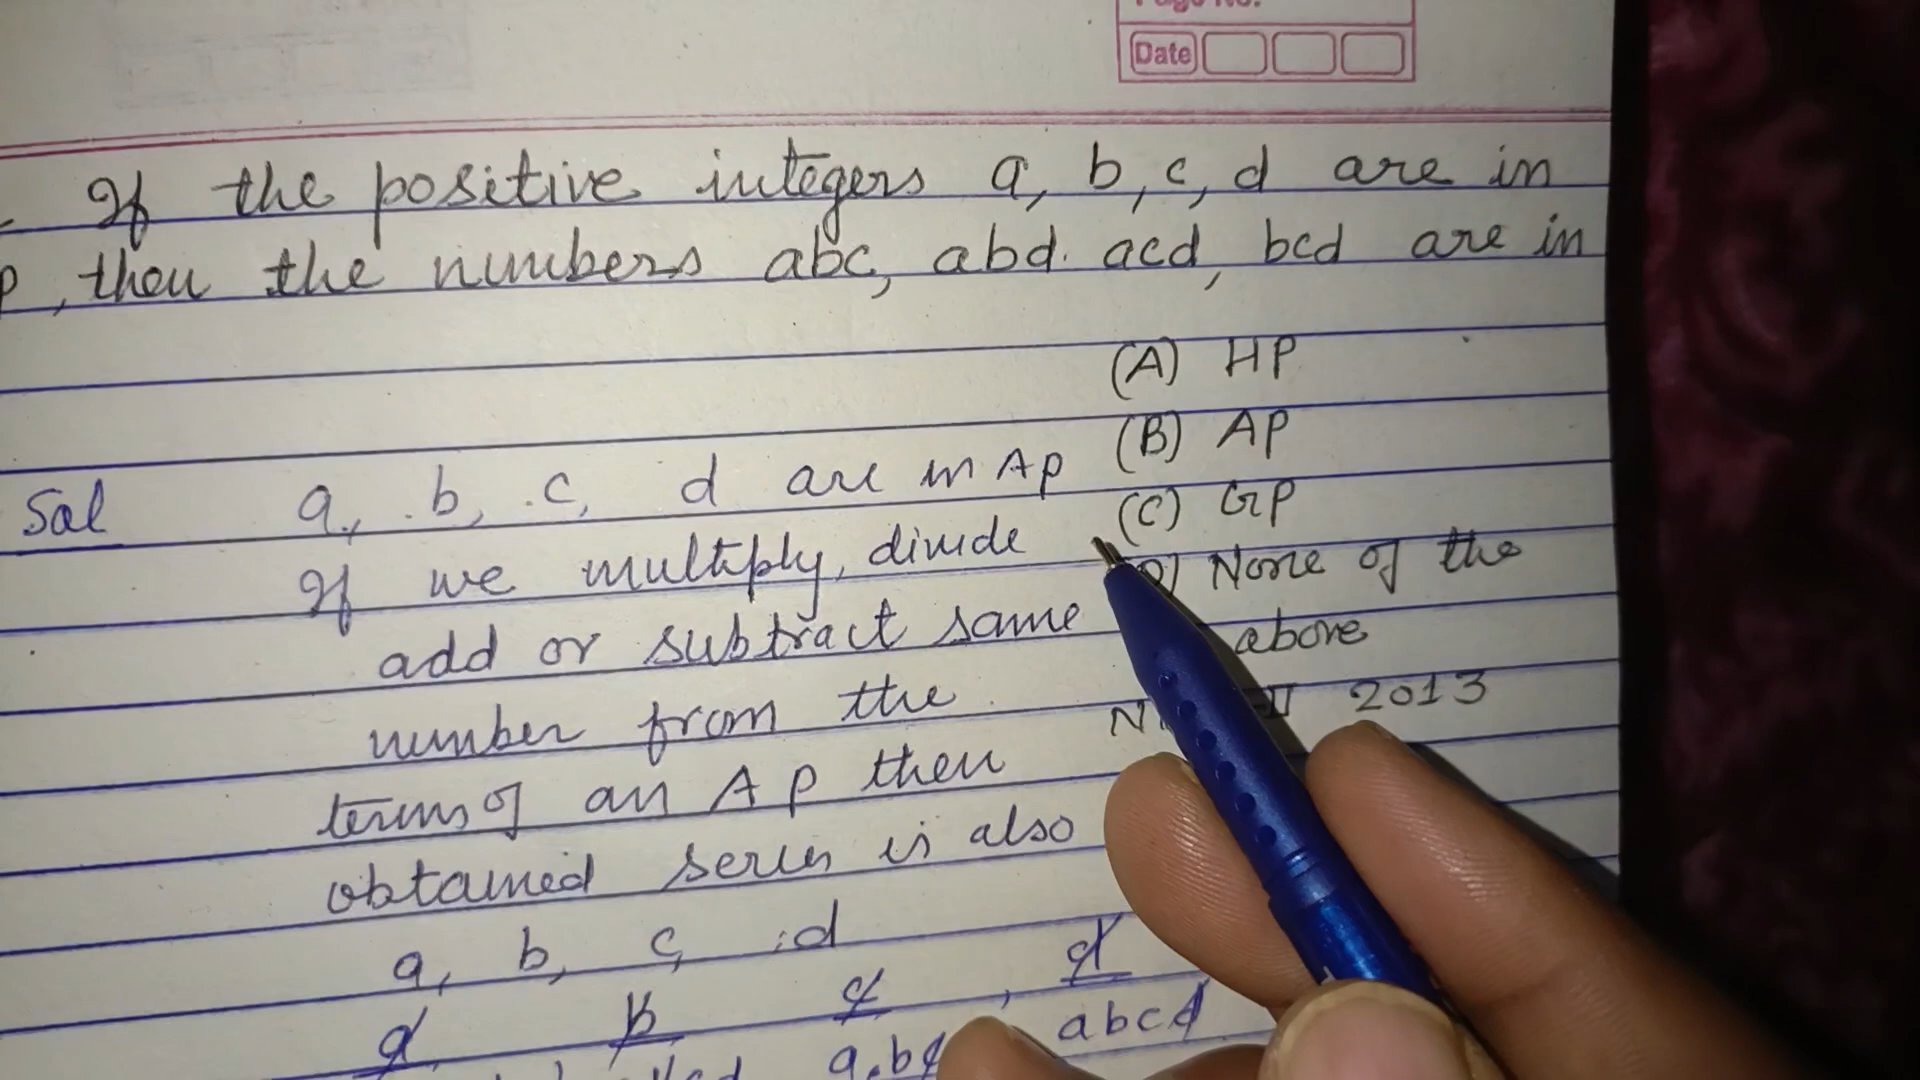 Date
If the positive integers a, b, c, d are in
P, then the numbers abc, abd. acd, bcd are in
(A) HP
(B) AP
Sol a, b, c, d are in AP
(C) GP
If we multiply, divide
None of the
add or subtract same
above
number from the
II 2013
terms of an AP then
obtained series is also
a, b, c, d
a b c, d
abc abcd